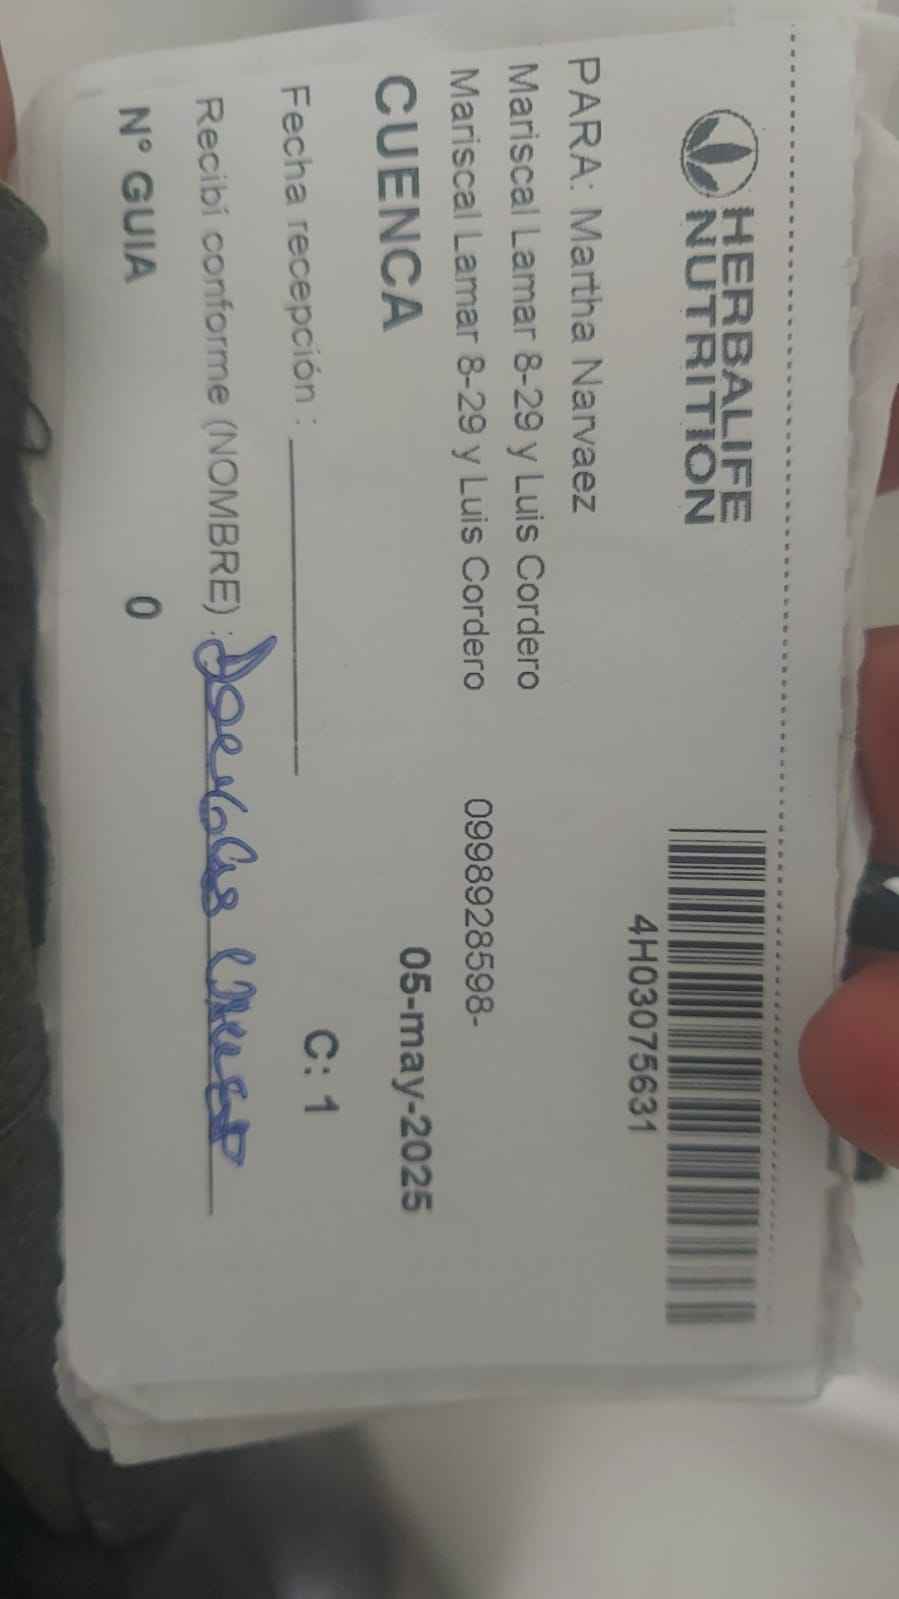 HERBALIFE
NUTRITION
4H03075631
PARA: Martha Narvaez
Mariscal Lamar 8-29 y Luis Cordero
Mariscal Lamar 8-29 y Luis Cordero 0998928598-
CUENCA 05-may-2025
Fecha recepción : C: 1
Recibí conforme (NOMBRE) :
N° GUIA 0